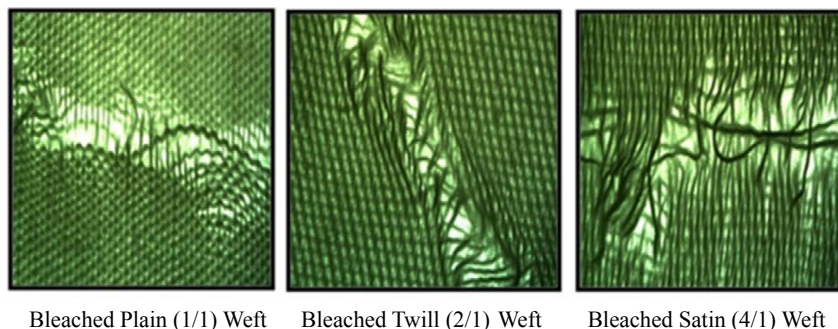 Bleached Plain (1/1) Weft
Bleached Twill (2/1) Weft
Bleached Satin (4/1) Weft